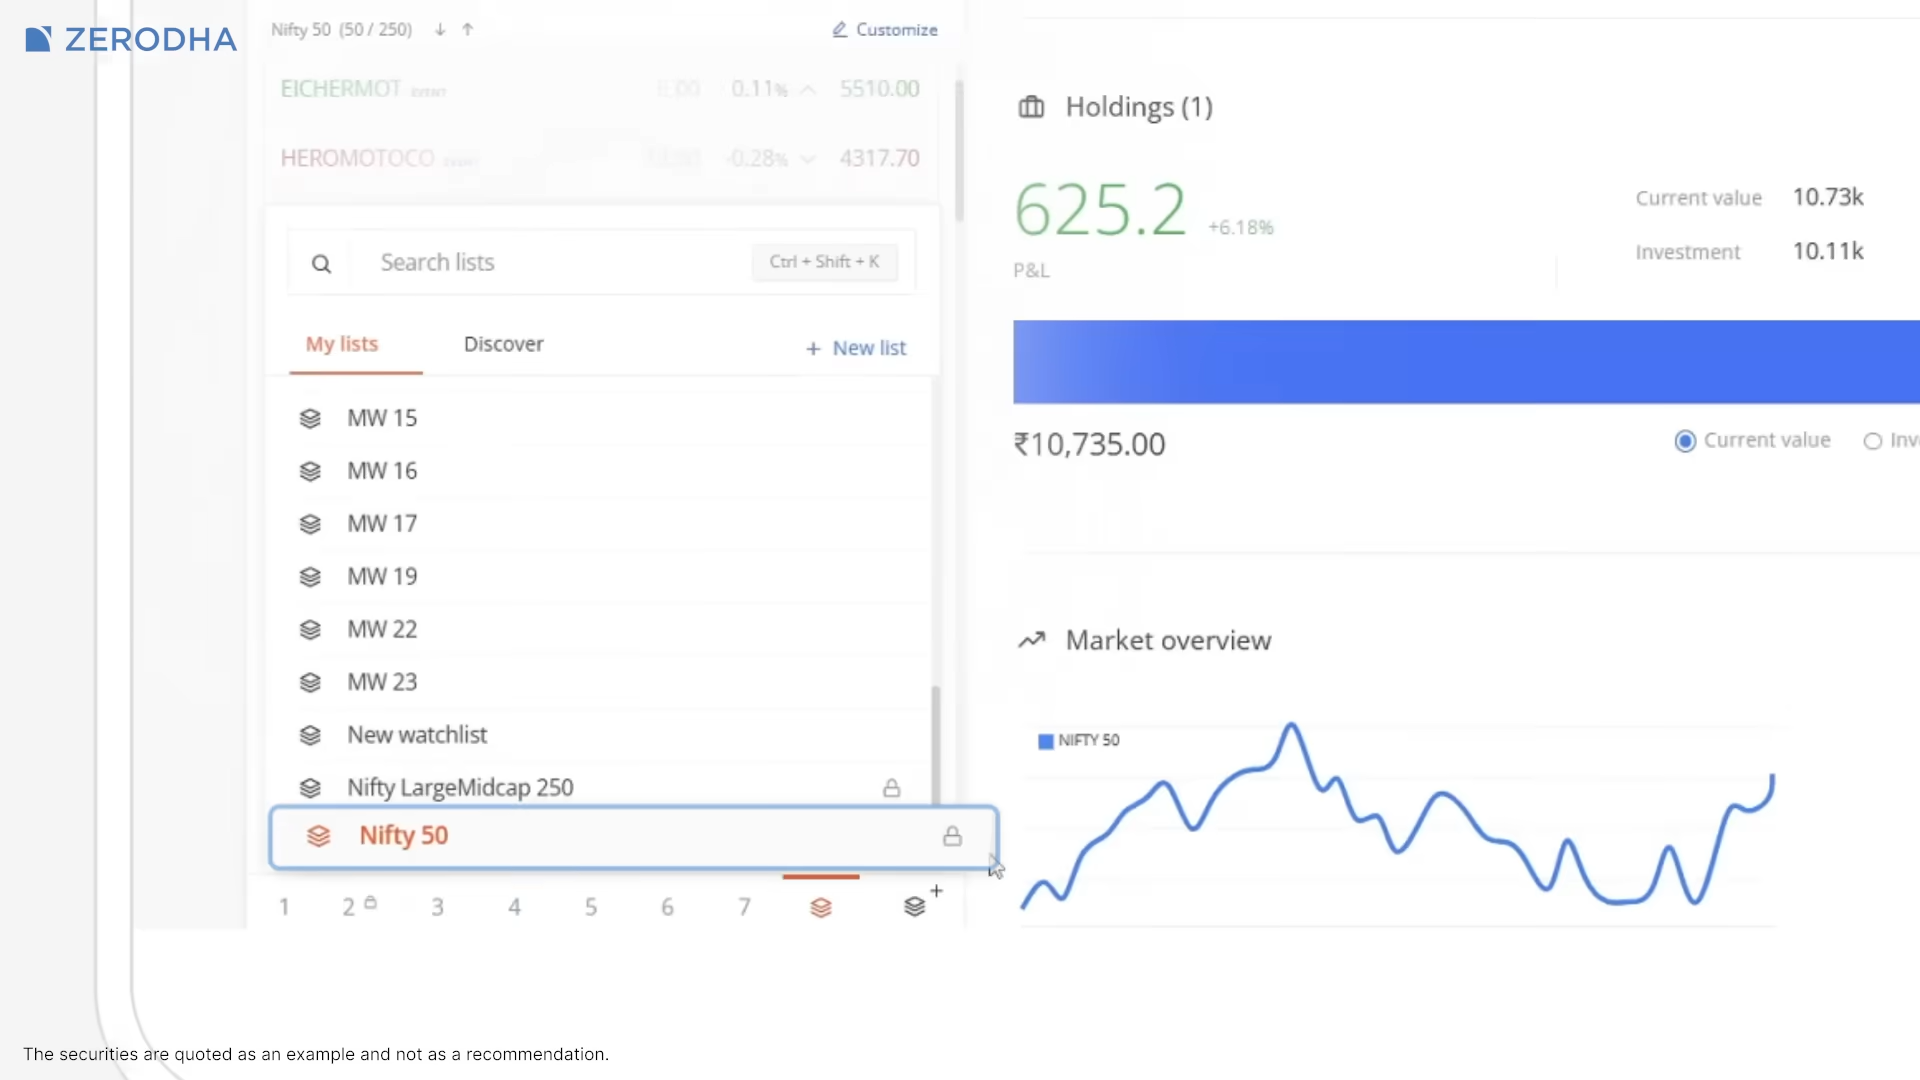 ZERODHA
Nifty 50 (50 / 250)
Customize
EICHERMOT EVENT 0.11% 5510.00
HEROMOTOCO -0.28% 4317.70
Search lists
Ctrl + Shift + K
My lists
Discover
+ New list
MW 15
MW 16
MW 17
MW 19
MW 22
MW 23
New watchlist
Nifty LargeMidcap 250
Nifty 50
1 2 3 4 5 6 7
Holdings (1)
625.2 +6.18%
P&L
Current value 10.73k
Investment 10.11k
₹10,735.00
Current value
Inv
Market overview
NIFTY 50
The securities are quoted as an example and not as a recommendation.